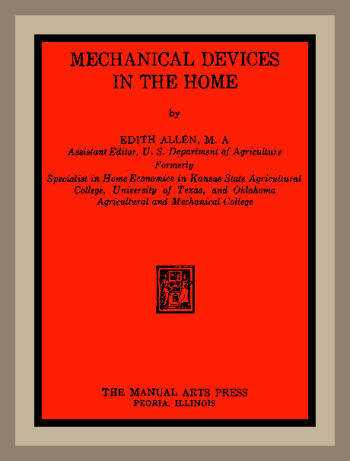 MECHANICAL DEVICES
IN THE HOME
by
EDITH ALLEN, M. A
Assistant Editor, U. S. Department of Agriculture
Formerly
Specialist in Home Economics in Kansas State Agricultural
College, University of Texas, and Oklahoma
Agricultural and Mechanical College
THE MANUAL ARTS PRESS
PEORIA, ILLINOIS